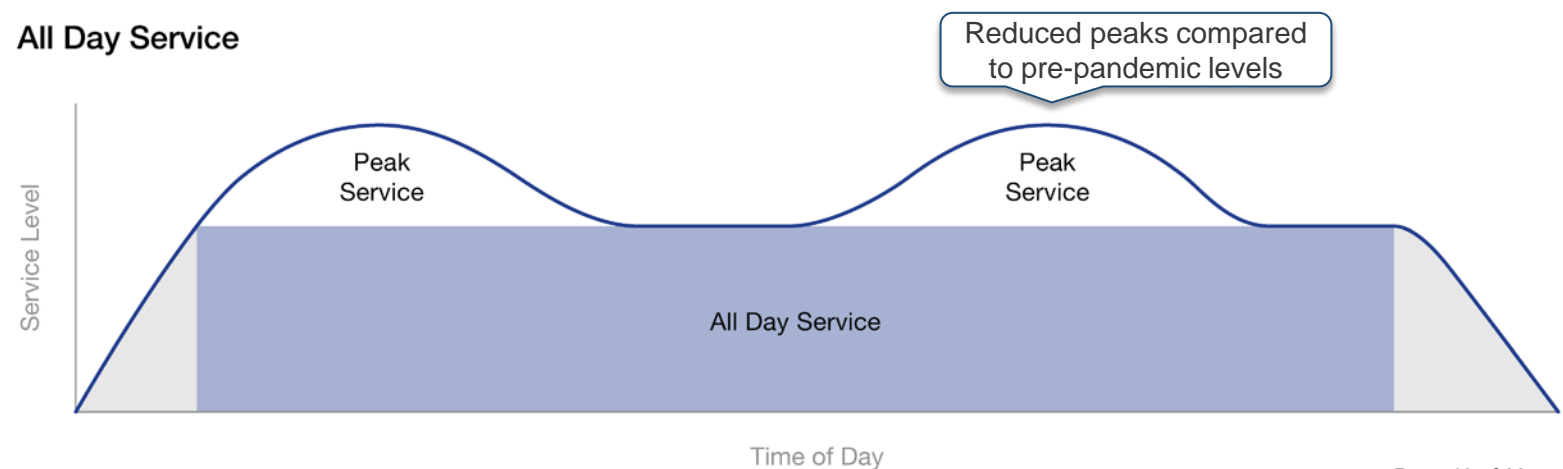 All Day Service
Reduced peaks compared
to pre-pandemic levels
Peak
Service
Peak
Service
Service Level
All Day Service
Time of Day